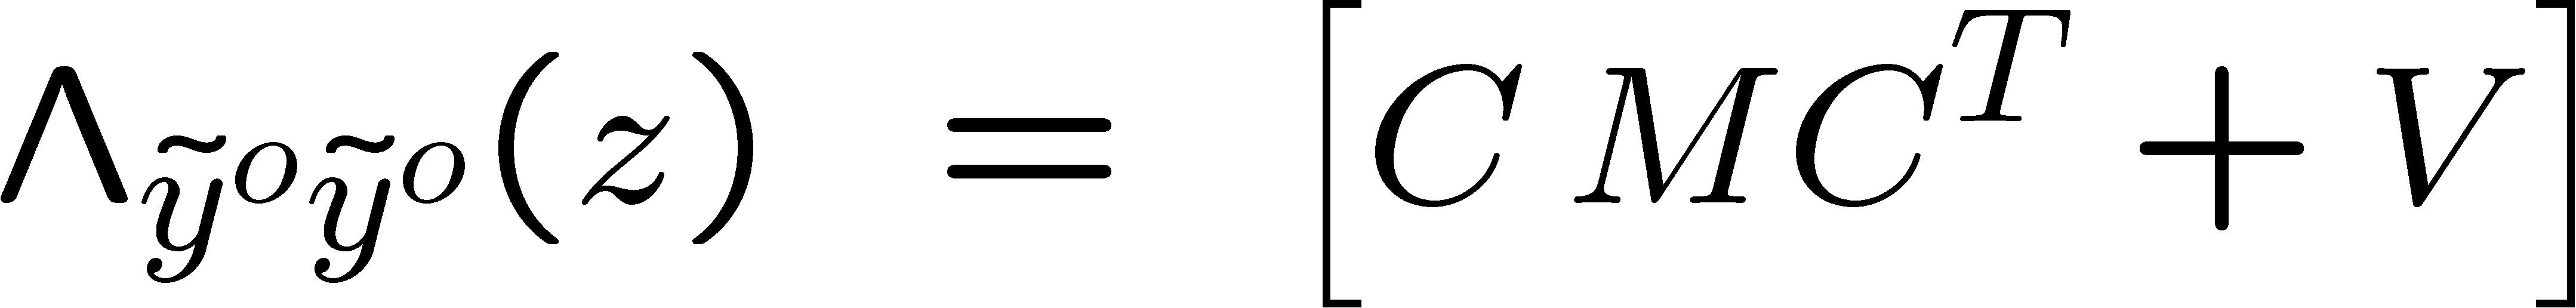 Λ_{ỹ^o ỹ^o}(z) = [C M C^T + V]